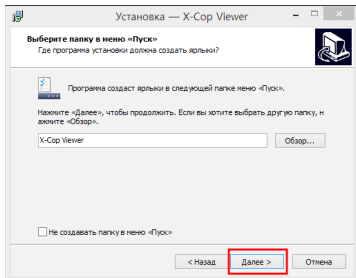 Установка — X-Cop Viewer
Выберите папку в меню «Пуск»
Где программа установки должна создать ярлыки?
Программа создаст ярлыки в следующей папке меню «Пуск».
Нажмите «Далее», чтобы продолжить. Если вы хотите выбрать другую папку, н
ажмите «Обзор».
X-Cop Viewer
Обзор...
Не создавать папку в меню «Пуск»
< Назад
Далее >
Отмена